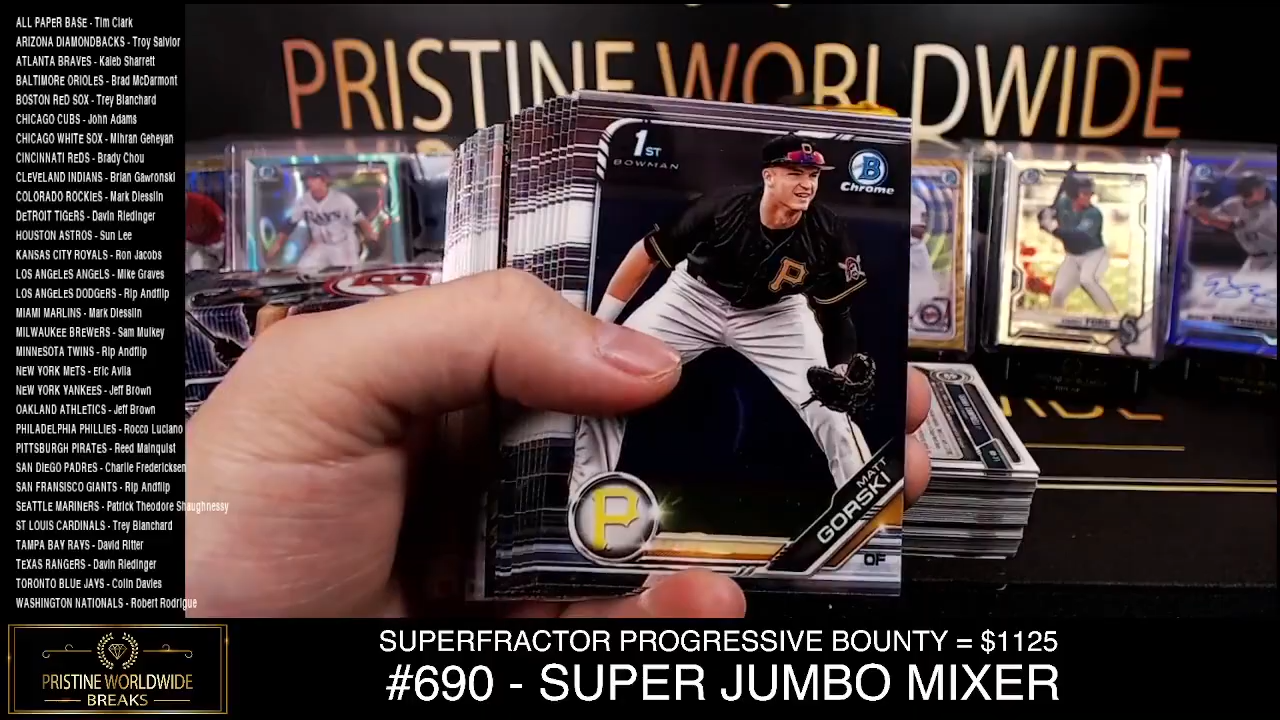 ALL PAPER BASE - Tim Clark
ARIZONA DIAMONDBACKS - Troy Salvior
ATLANTA BRAVES - Kaleb Sharrett
BALTIMORE ORIOLES - Brad McDarmont
BOSTON RED SOX - Trey Blanchard
CHICAGO CUBS - John Adams
CHICAGO WHITE SOX - Mihran Geheyan
CINCINNATI REDS - Brady Chou
CLEVELAND INDIANS - Brian Gawronski
COLORADO ROCKIES - Mark Diesslin
DETROIT TIGERS - Davin Riedinger
HOUSTON ASTROS - Sun Lee
KANSAS CITY ROYALS - Ron Jacobs
LOS ANGELES ANGELS - Mike Graves
LOS ANGELES DODGERS - Rip Andflip
MIAMI MARLINS - Mark Diesslin
MILWAUKEE BREWERS - Sam Mulkey
MINNESOTA TWINS - Rip Andflip
NEW YORK METS - Eric Avila
NEW YORK YANKEES - Jeff Brown
OAKLAND ATHLETICS - Jeff Brown
PHILADELPHIA PHILLIES - Rocco Luciano
PITTSBURGH PIRATES - Reed Mainquist
SAN DIEGO PADRES - Charlie Fredericksen
SAN FRANSISCO GIANTS - Rip Andflip
SEATTLE MARINERS - Patrick Theodore Shaughnessy
ST LOUIS CARDINALS - Trey Blanchard
TAMPA BAY RAYS - David Ritter
TEXAS RANGERS - Davin Riedinger
TORONTO BLUE JAYS - Colin Davies
WASHINGTON NATIONALS - Robert Rodrigue
PRISTINE WORLDWIDE
1ST
BOWMAN
B
Chrome
P
P
RAYS
FORD
P
MATT
GORSKI
OF
PRISTINE WORLDWIDE
BREAKS
SUPERFRACTOR PROGRESSIVE BOUNTY = $1125
#690 - SUPER JUMBO MIXER